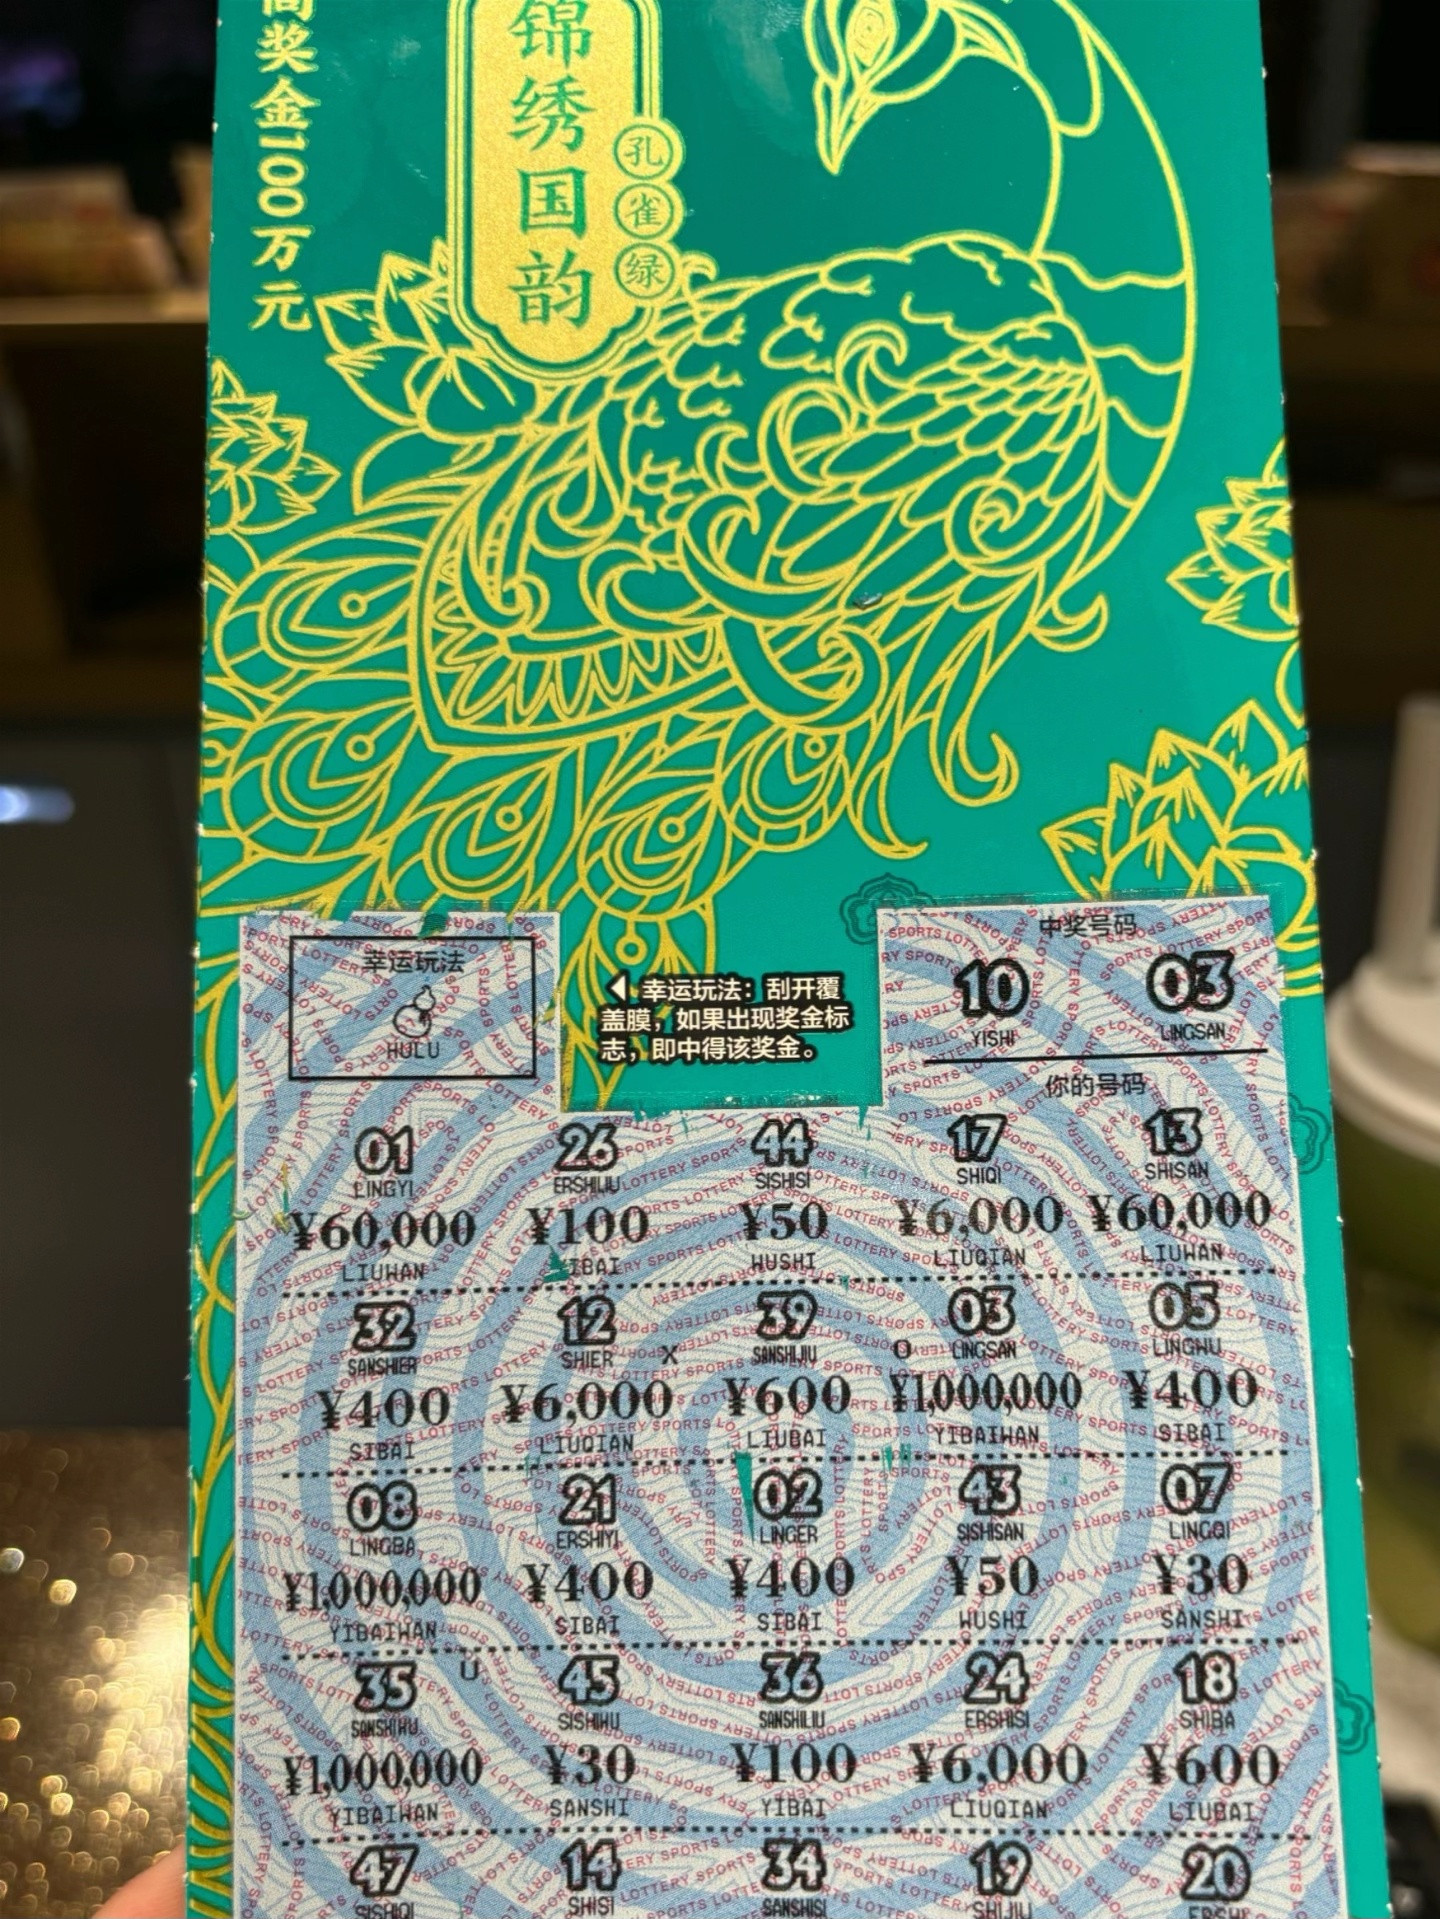 高奖金100万元
锦绣国韵
孔雀绿
幸运玩法
HULU
幸运玩法：刮开覆
盖膜，如果出现奖金标
志，即中得该奖金。
中奖号码
10 03
YISHI LINGSAN
你的号码
01 26 44 17 13
LINGYI ERSHILIU SISHISI SHIQI SHISAN
¥60,000 ¥100 ¥50 ¥6,000 ¥60,000
LIUWAN YIBAI WUSHI LIUQIAN LIUWAN
32 12 39 03 05
SANSHIER SHIER X SANSHIJIU O LINGSAN LINGWU
¥400 ¥6,000 ¥600 ¥1,000,000 ¥400
SIBAI LIUQIAN LIUBAI YIBAIWAN SIBAI
08 21 02 43 07
LINGBA ERSHIYI LINGER SISHISAN LINGQI
¥1,000,000 ¥400 ¥400 ¥50 ¥30
YIBAIWAN SIBAI SIBAI WUSHI SANSHI
35 U 45 36 24 18
SANSHIWU SISHIWU SANSHILIU ERSHISI SHIBA
¥1,000,000 ¥30 ¥100 ¥6,000 ¥600
YIBAIWAN SANSHI YIBAI LIUQIAN LIUBAI
47 14 34 19 20
SISHIQI SHISI SANSHISI SHIJIU ERSHI